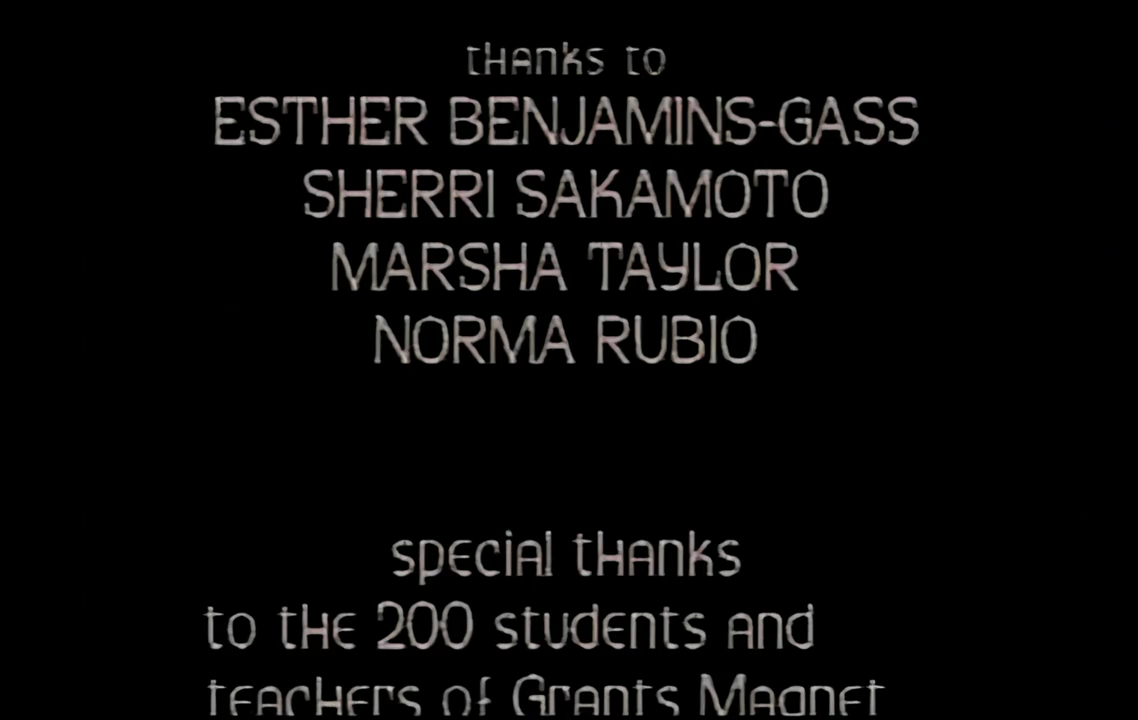 thanks to
ESTHER BENJAMINS-GASS
SHERRI SAKAMOTO
MARSHA TAYLOR
NORMA RUBIO
special thanks
to the 200 students and
teachers of Grants Magnet